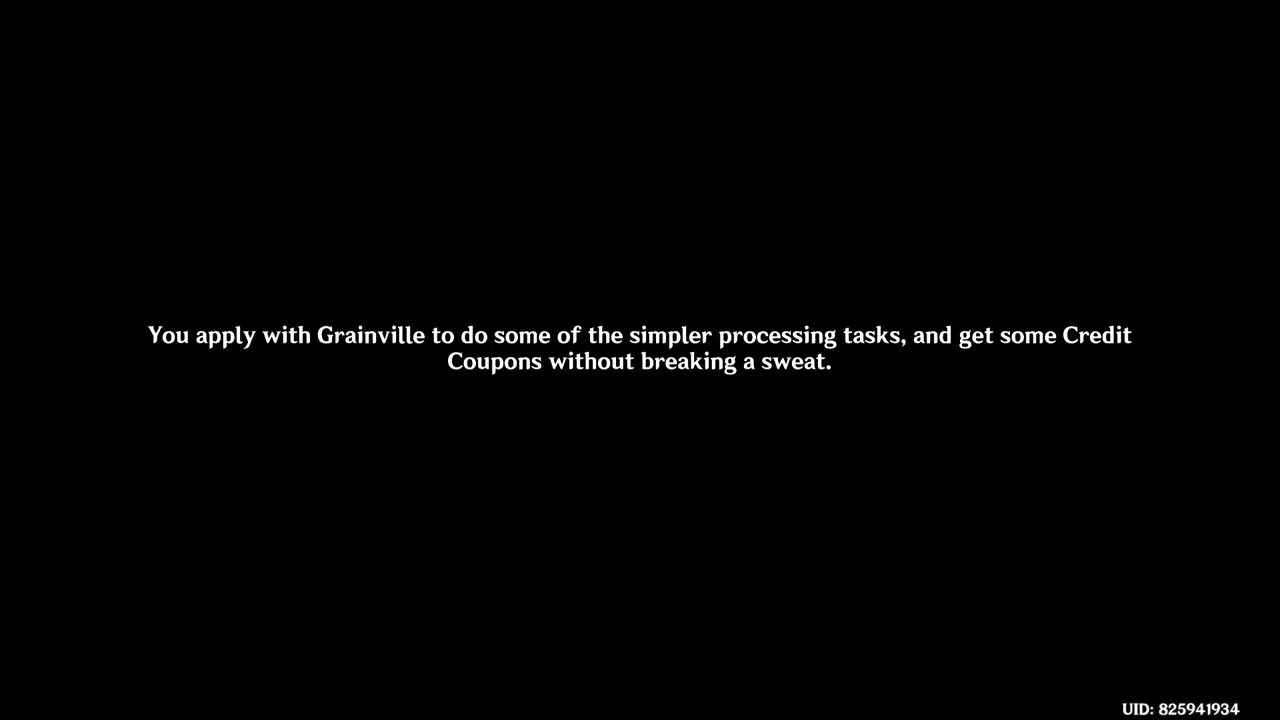 You apply with Grainville to do some of the simpler processing tasks, and get some Credit
Coupons without breaking a sweat.
UID: 825941934